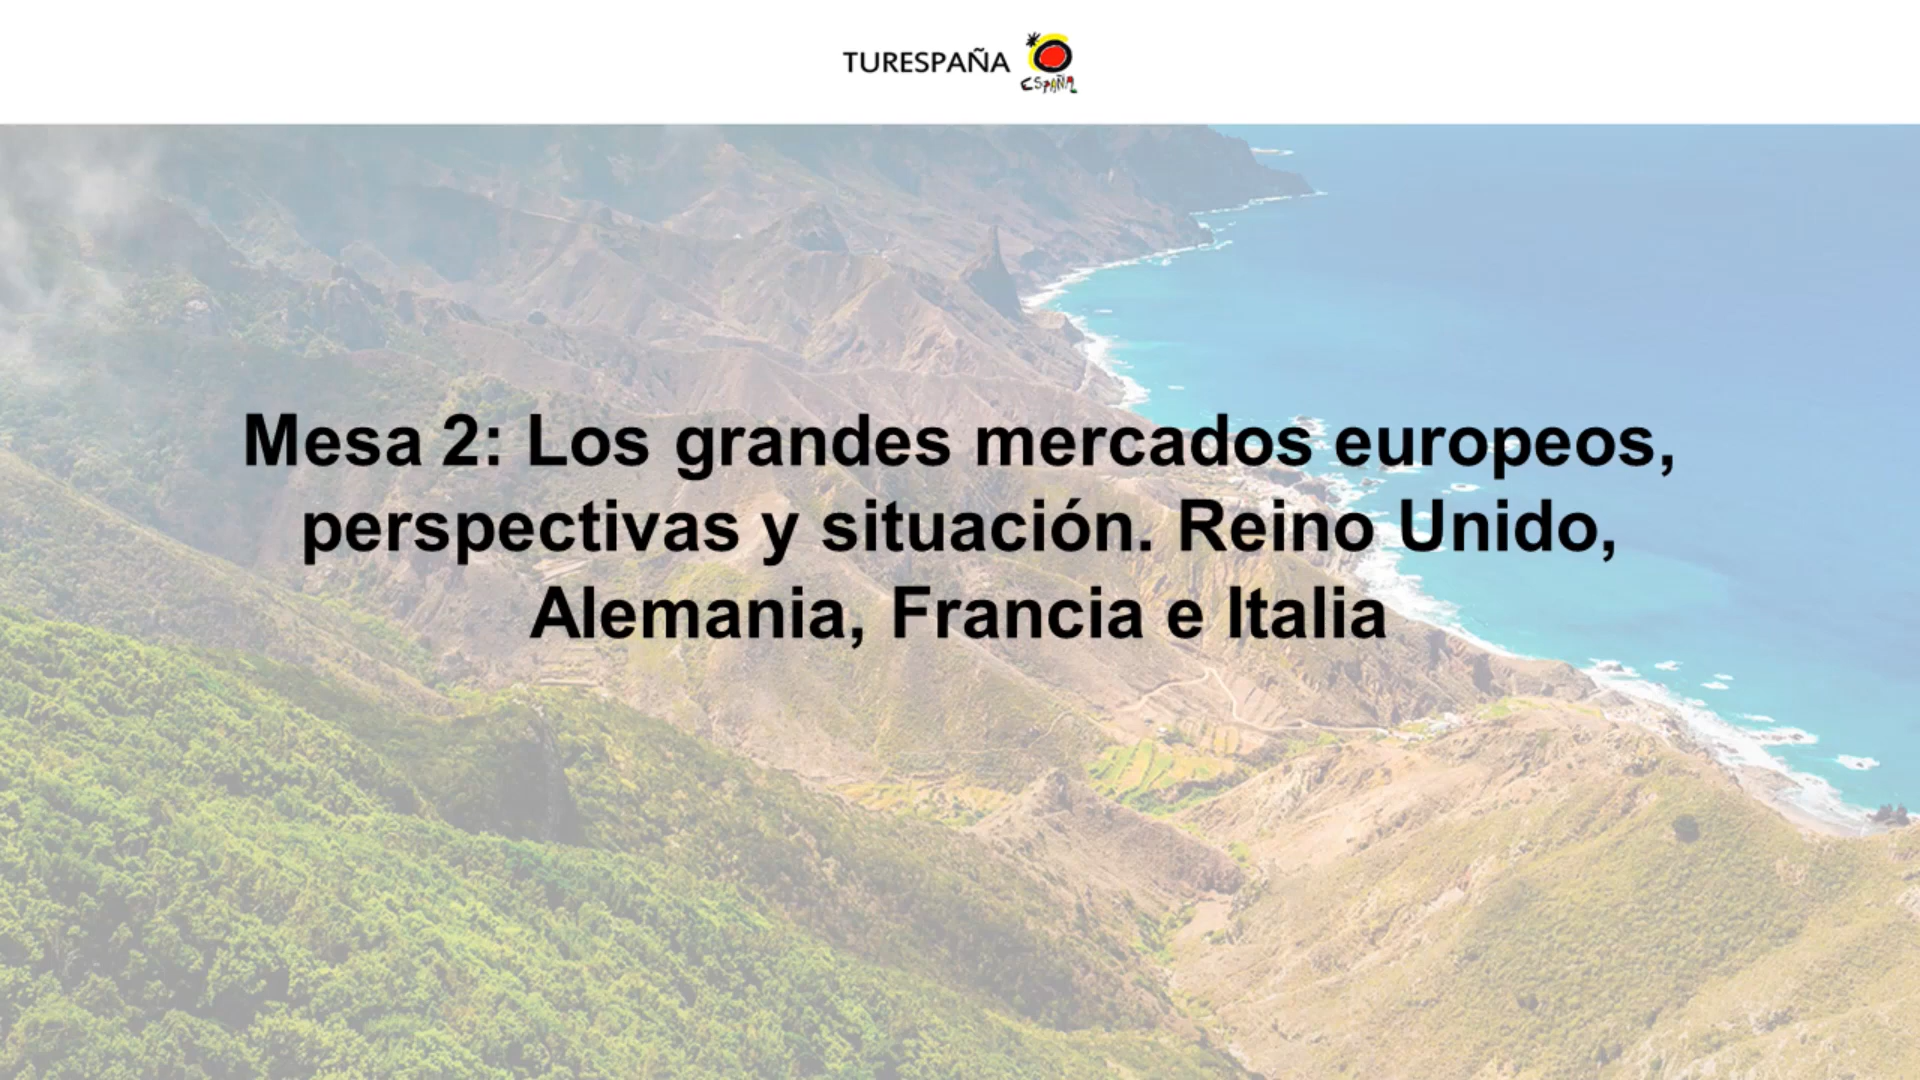 TURESPAÑA
ESPAÑA
Mesa 2: Los grandes mercados europeos,
perspectivas y situación. Reino Unido,
Alemania, Francia e Italia